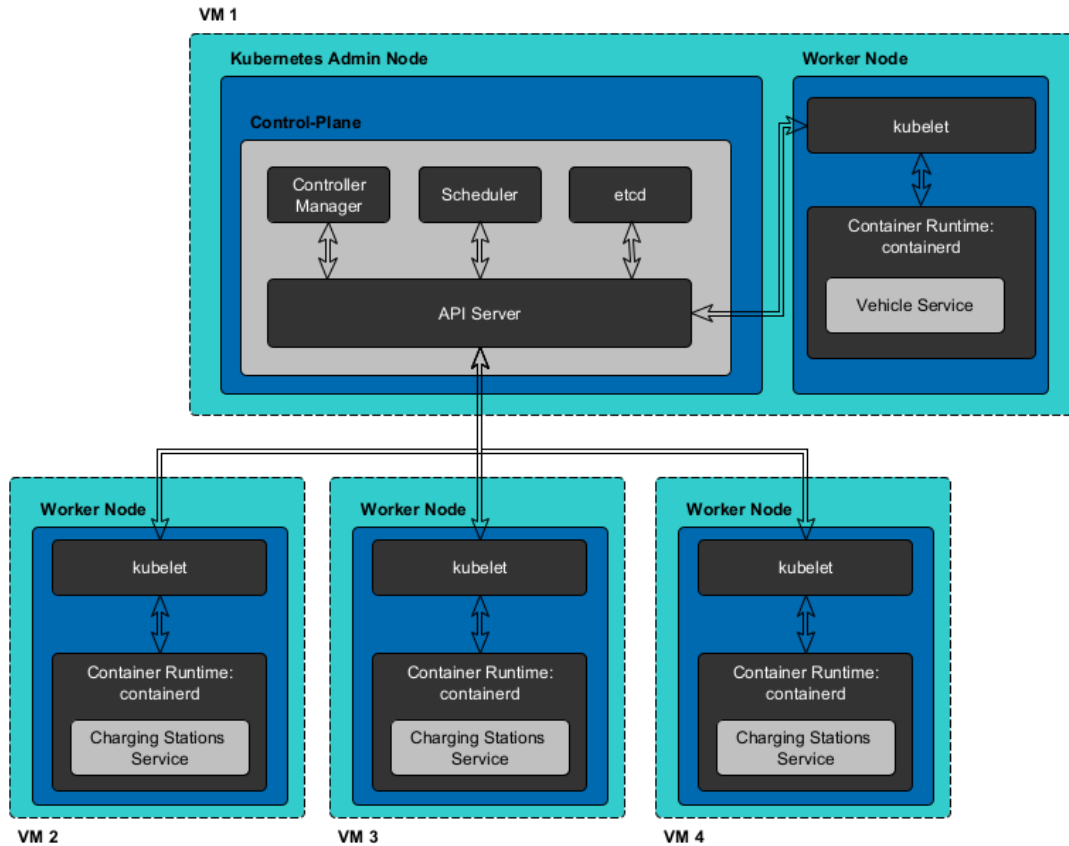 VM 1
Kubernetes Admin Node
Worker Node
Control-Plane
kubelet
Controller
Manager
Scheduler
etcd
Container Runtime:
containerd
Vehicle Service
API Server
Worker Node
kubelet
Container Runtime:
containerd
Charging Stations
Service
VM 2
Worker Node
kubelet
Container Runtime:
containerd
Charging Stations
Service
VM 3
Worker Node
kubelet
Container Runtime:
containerd
Charging Stations
Service
VM 4